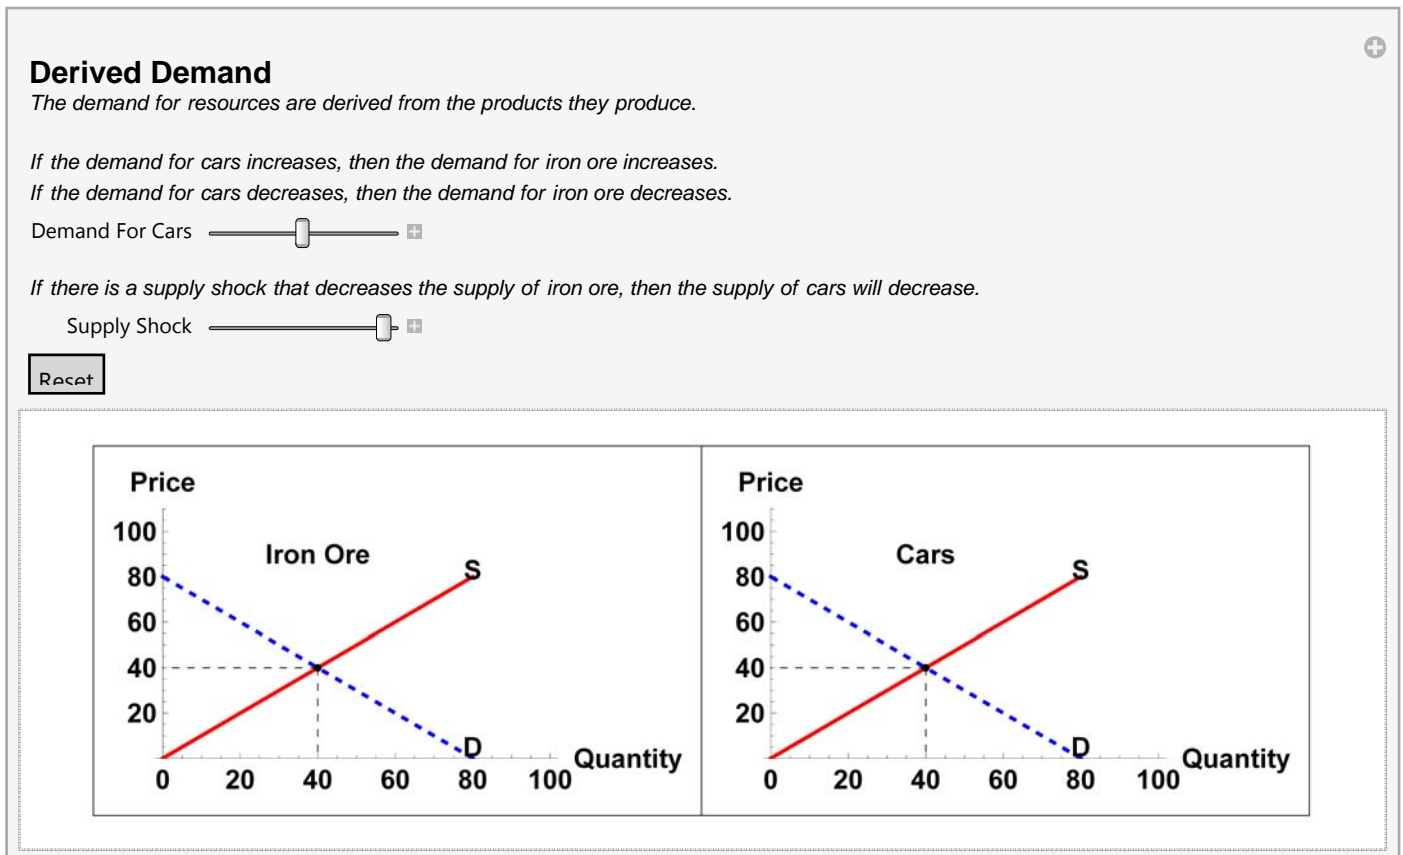 Derived Demand
The demand for resources are derived from the products they produce.
If the demand for cars increases, then the demand for iron ore increases.
If the demand for cars decreases, then the demand for iron ore decreases.
Demand For Cars
If there is a supply shock that decreases the supply of iron ore, then the supply of cars will decrease.
Supply Shock
Reset
Price
100
80
60
40
20
Iron Ore
S
D
Quantity
0 20 40 60 80 100
Price
100
80
60
40
20
Cars
S
D
Quantity
0 20 40 60 80 100